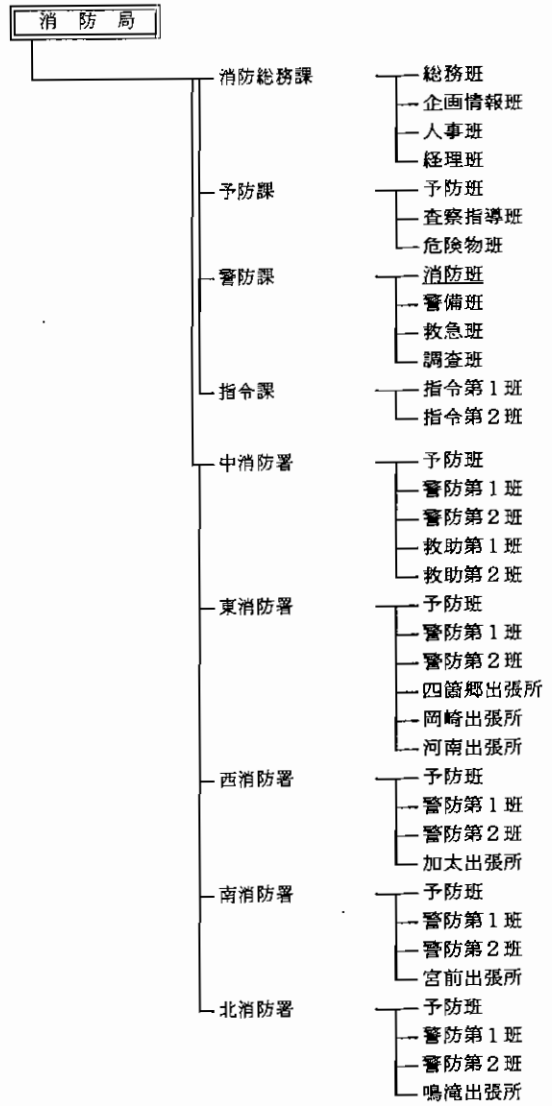 消防局
消防総務課 総務班
企画情報班
人事班
経理班
予防課 予防班
査察指導班
危険物班
警防課 消防班
警備班
救急班
調査班
指令課 指令第1班
指令第2班
中消防署 予防班
警防第1班
警防第2班
救助第1班
救助第2班
東消防署 予防班
警防第1班
警防第2班
四箇郷出張所
岡崎出張所
河南出張所
西消防署 予防班
警防第1班
警防第2班
加太出張所
南消防署 予防班
警防第1班
警防第2班
宮前出張所
北消防署 予防班
警防第1班
警防第2班
鳴滝出張所